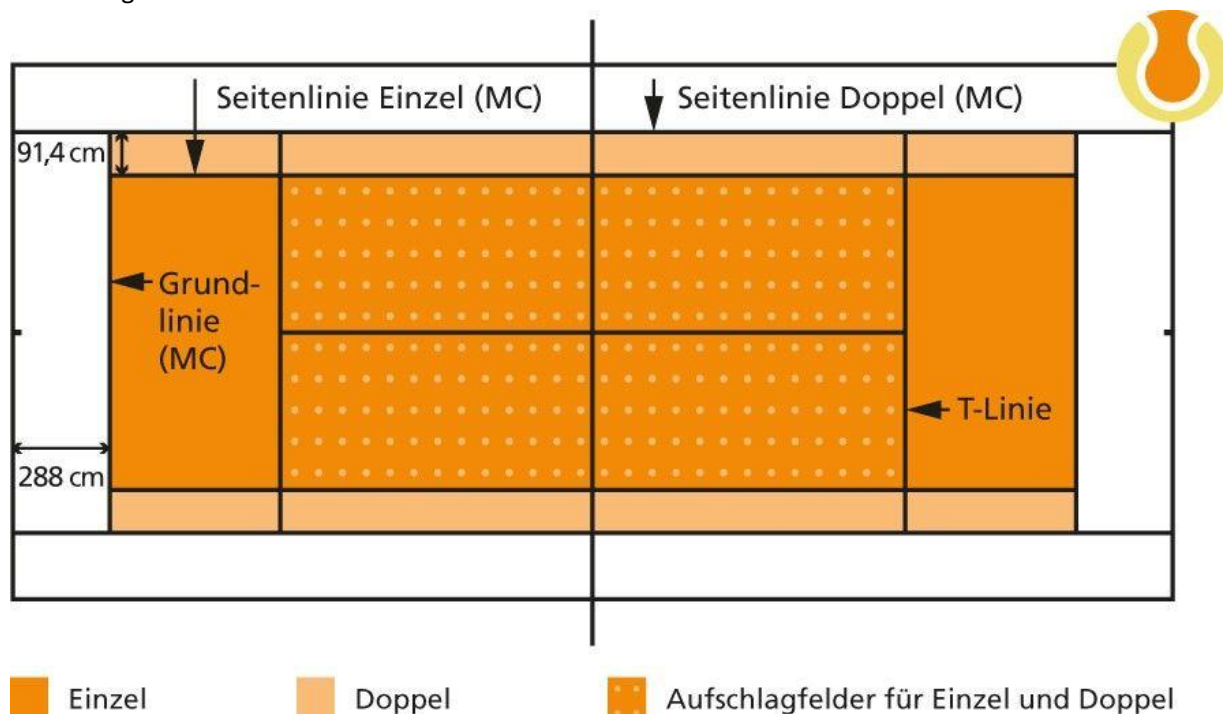 Seitenlinie Einzel (MC)
Seitenlinie Doppel (MC)
91,4 cm
Grund-
linie
(MC)
T-Linie
288 cm
Einzel
Doppel
Aufschlagfelder für Einzel und Doppel